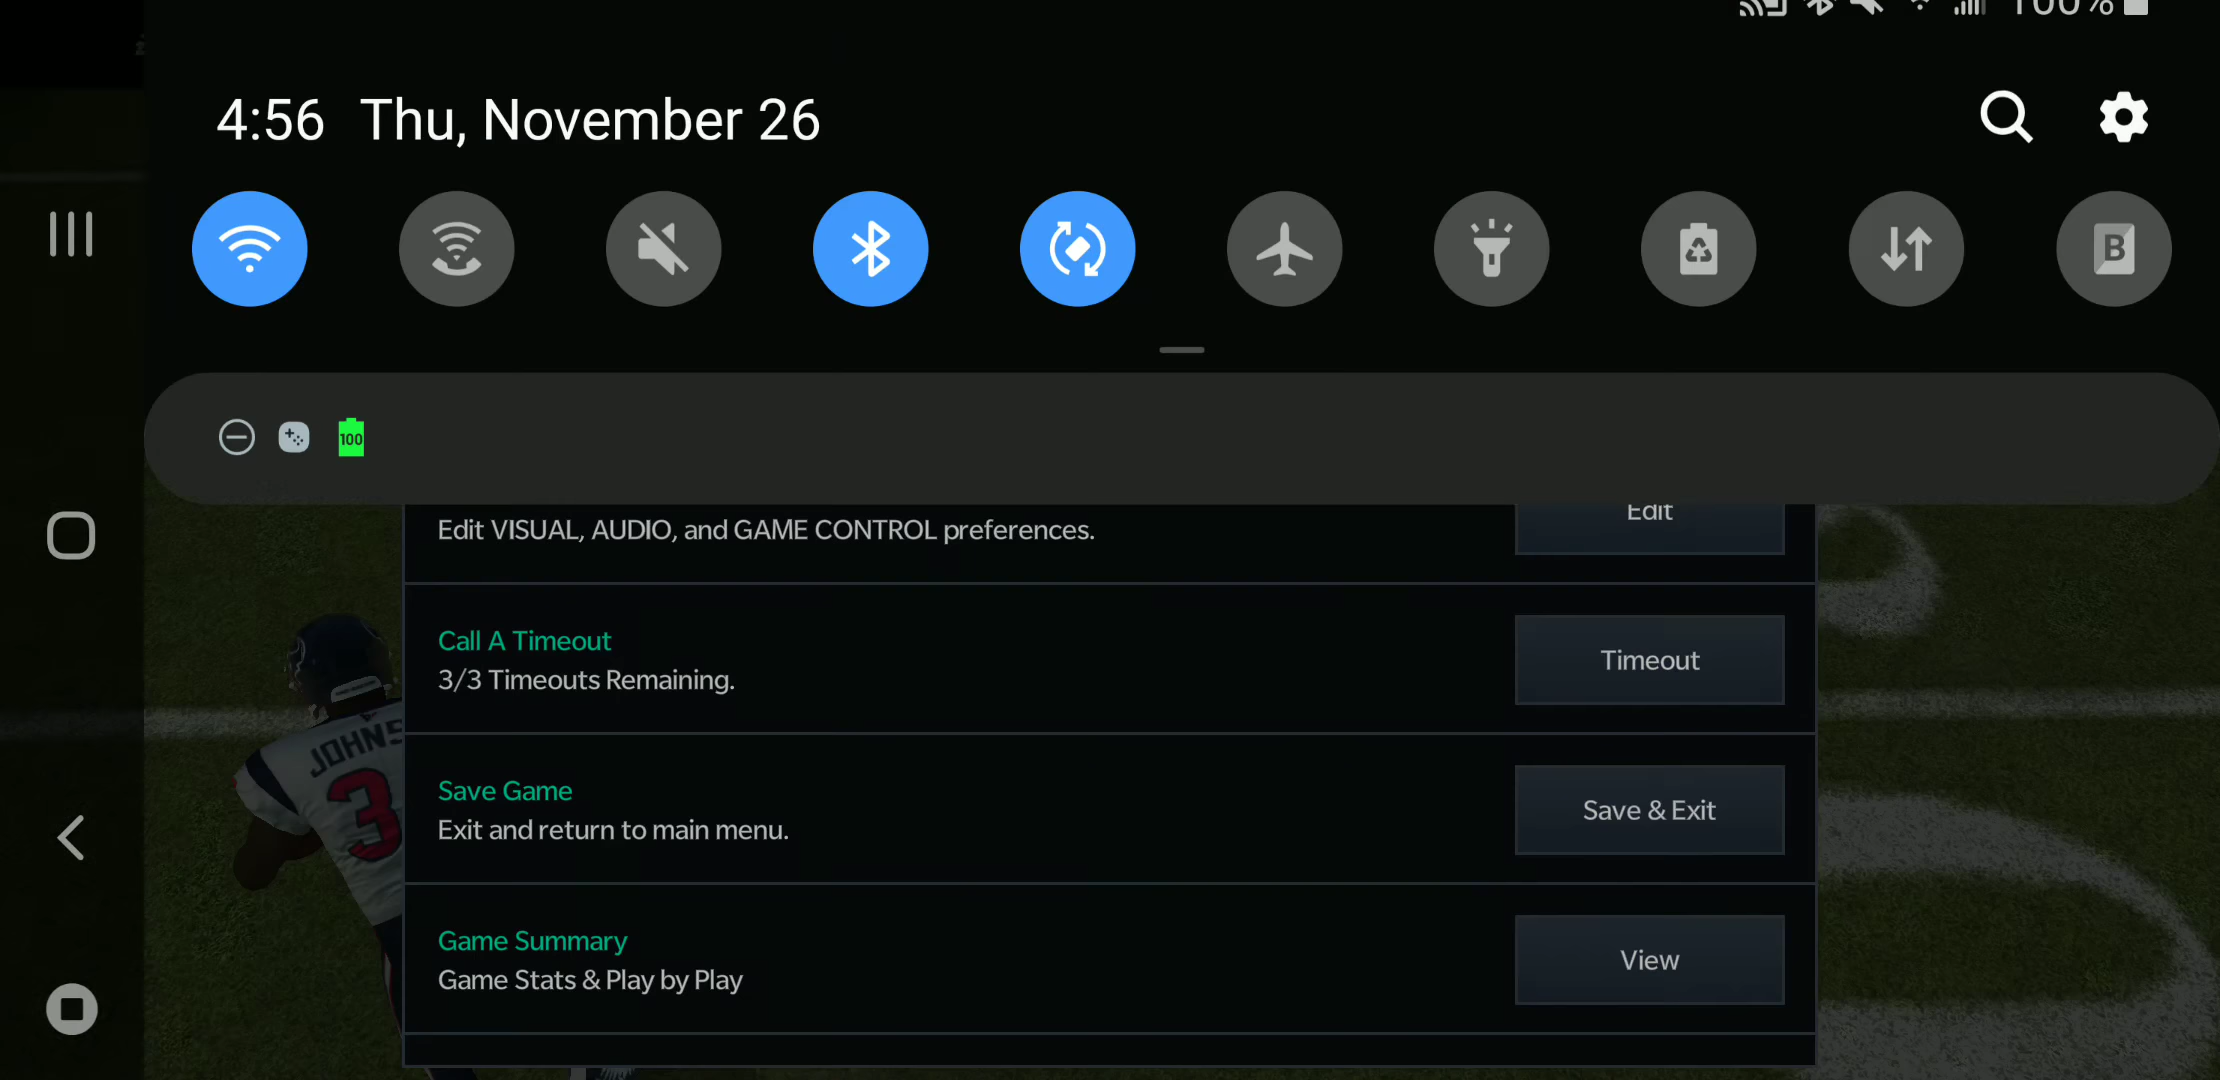 100%
4:56 Thu, November 26
B
100
Edit VISUAL, AUDIO, and GAME CONTROL preferences.
Edit
Call A Timeout
3/3 Timeouts Remaining.
Timeout
Save Game
Exit and return to main menu.
Save & Exit
Game Summary
Game Stats & Play by Play
View
JOHNS
3